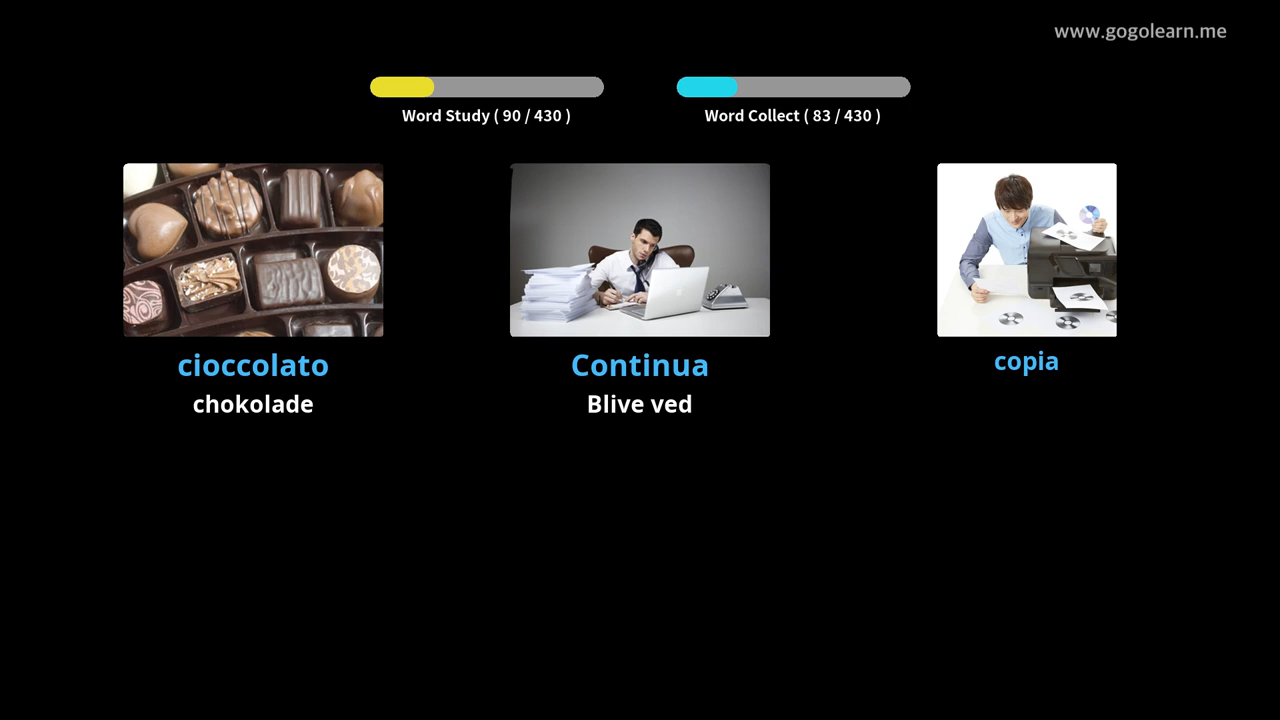 www.gogolearn.me
Word Study ( 90 / 430 )
Word Collect ( 83 / 430 )
cioccolato
chokolade
Continua
Blive ved
copia